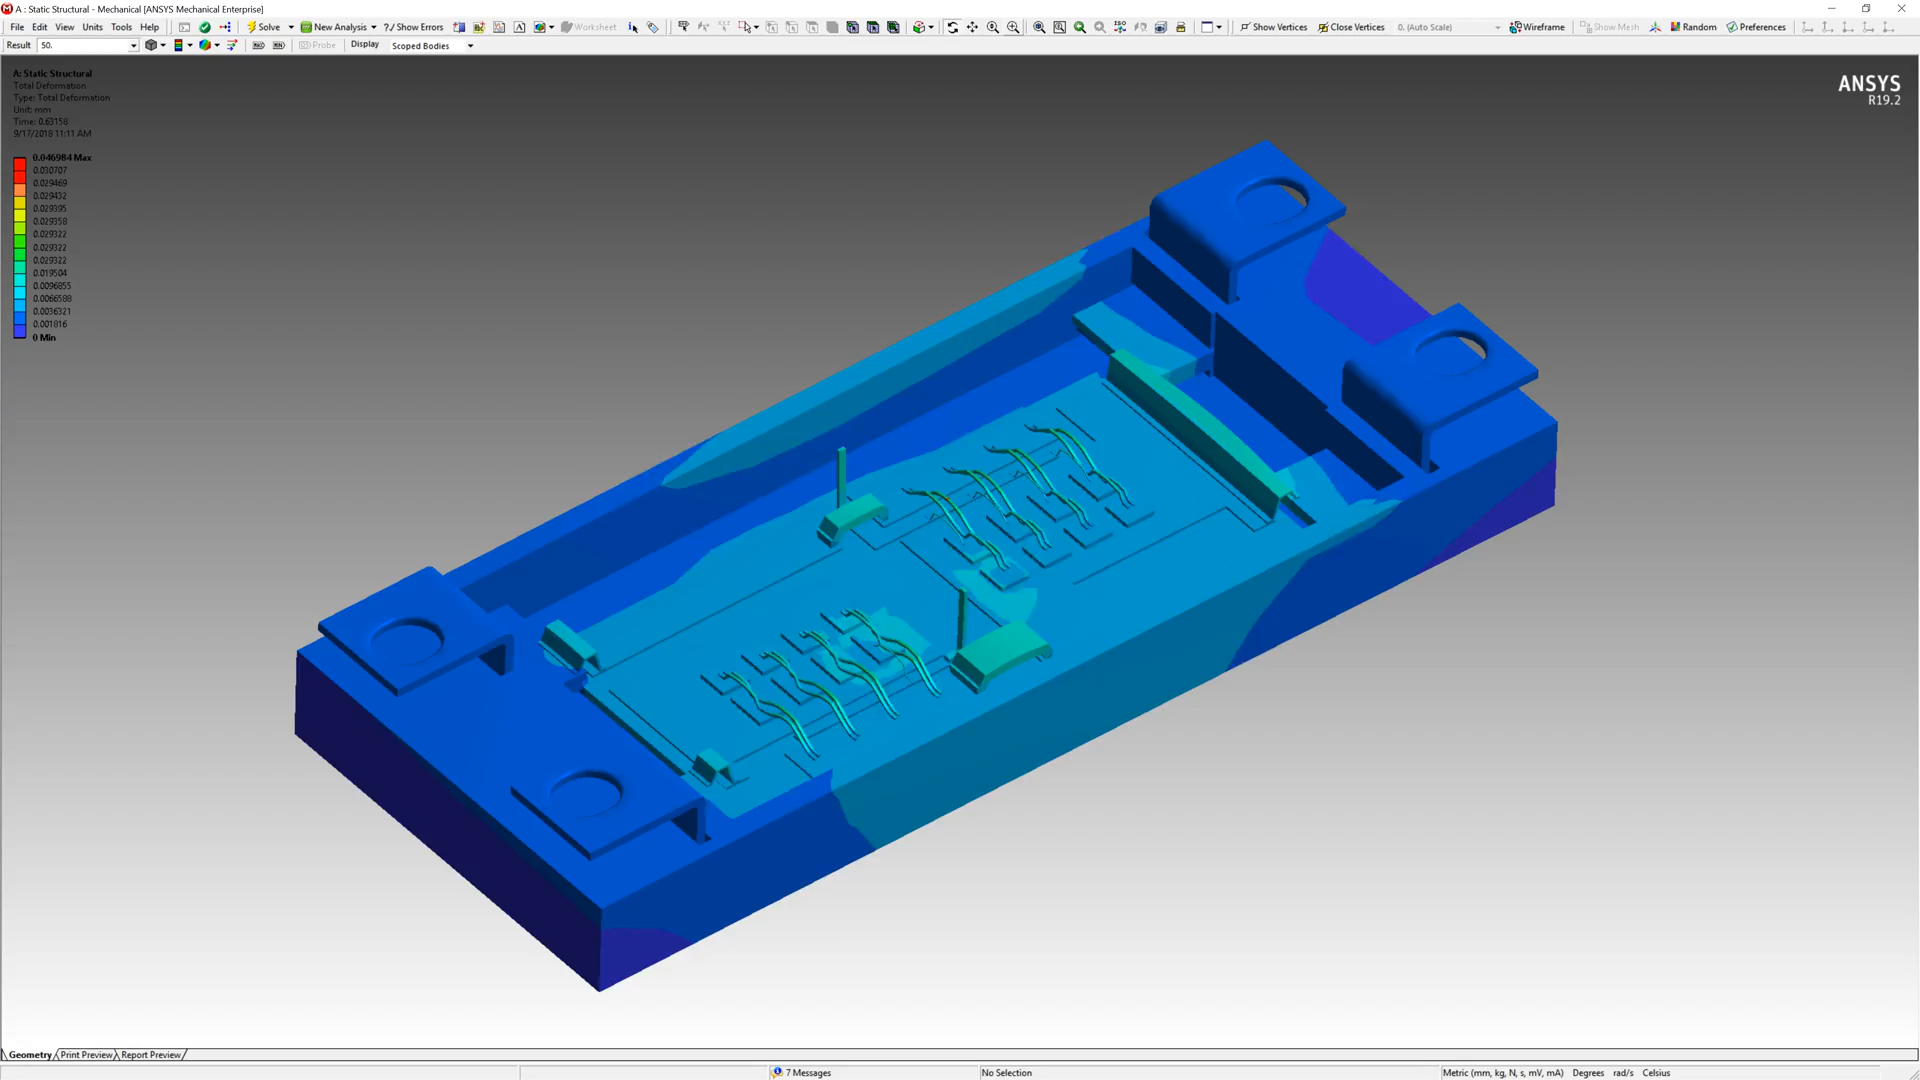 A : Static Structural - Mechanical [ANSYS Mechanical Enterprise]
File Edit View Units Tools Help Solve New Analysis ?/ Show Errors Worksheet Show Vertices Close Vertices 0. (Auto Scale) Wireframe Show Mesh Random Preferences
Result 50. MAX MIN Probe Display Scoped Bodies
A: Static Structural
Total Deformation
Type: Total Deformation
Unit: mm
Time: 0.63158
9/17/2018 11:11 AM
ANSYS
R19.2
0.046984 Max
0.030707
0.029469
0.029432
0.029395
0.029358
0.029322
0.029322
0.029322
0.019504
0.0096855
0.0066588
0.0036321
0.001816
0 Min
Geometry Print Preview Report Preview
7 Messages No Selection Metric (mm, kg, N, s, mV, mA) Degrees rad/s Celsius